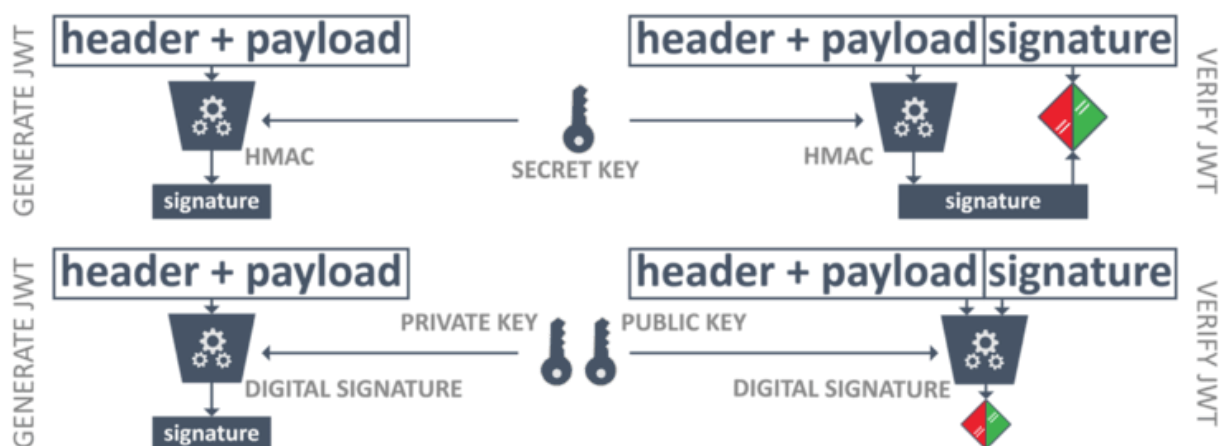 GENERATE JWT
header + payload
HMAC
signature
SECRET KEY
header + payload signature
HMAC
signature
VERIFY JWT
GENERATE JWT
header + payload
DIGITAL SIGNATURE
signature
PRIVATE KEY
PUBLIC KEY
header + payload signature
DIGITAL SIGNATURE
VERIFY JWT